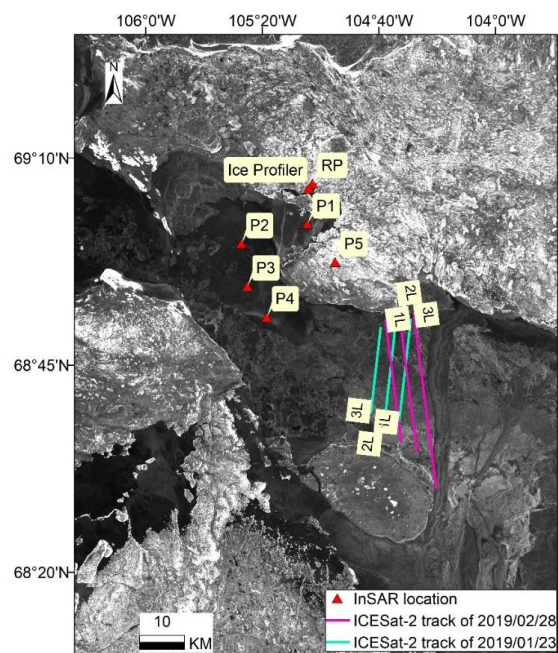 106°0'W
105°20'W
104°40'W
104°0'W
N
69°10'N
Ice Profiler
RP
P1
P2
P5
P3
P4
2L
1L
3L
68°45'N
3L
2L
1L
68°20'N
10
KM
InSAR location
ICESat-2 track of 2019/02/28
ICESat-2 track of 2019/01/23